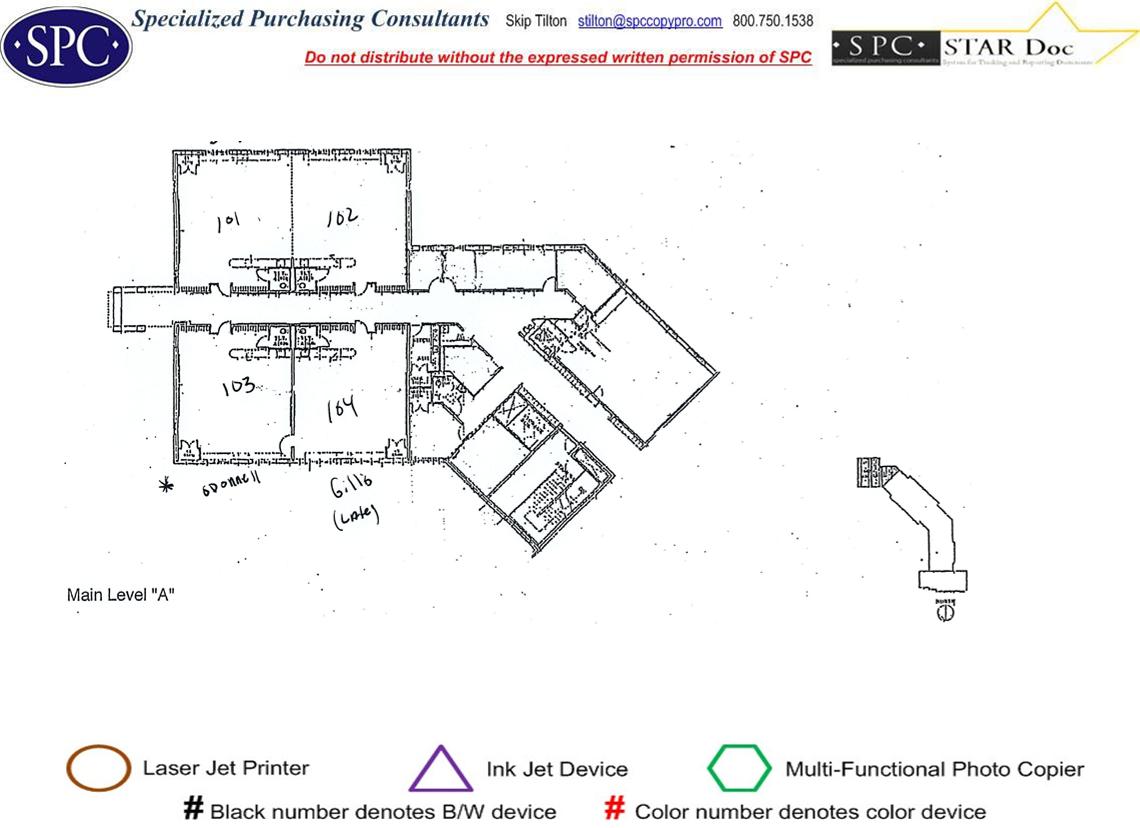 SPC
Specialized Purchasing Consultants Skip Tilton stilton@spccopypro.com 800.750.1538
Do not distribute without the expressed written permission of SPC
SPC STAR Doc
specialized purchasing consultants System for Tracking and Reporting Documents
101
102
103
104
* ODonnell
Gillis
(LAK)
Main Level "A"
NORTH
Laser Jet Printer
Ink Jet Device
Multi-Functional Photo Copier
# Black number denotes B/W device
# Color number denotes color device